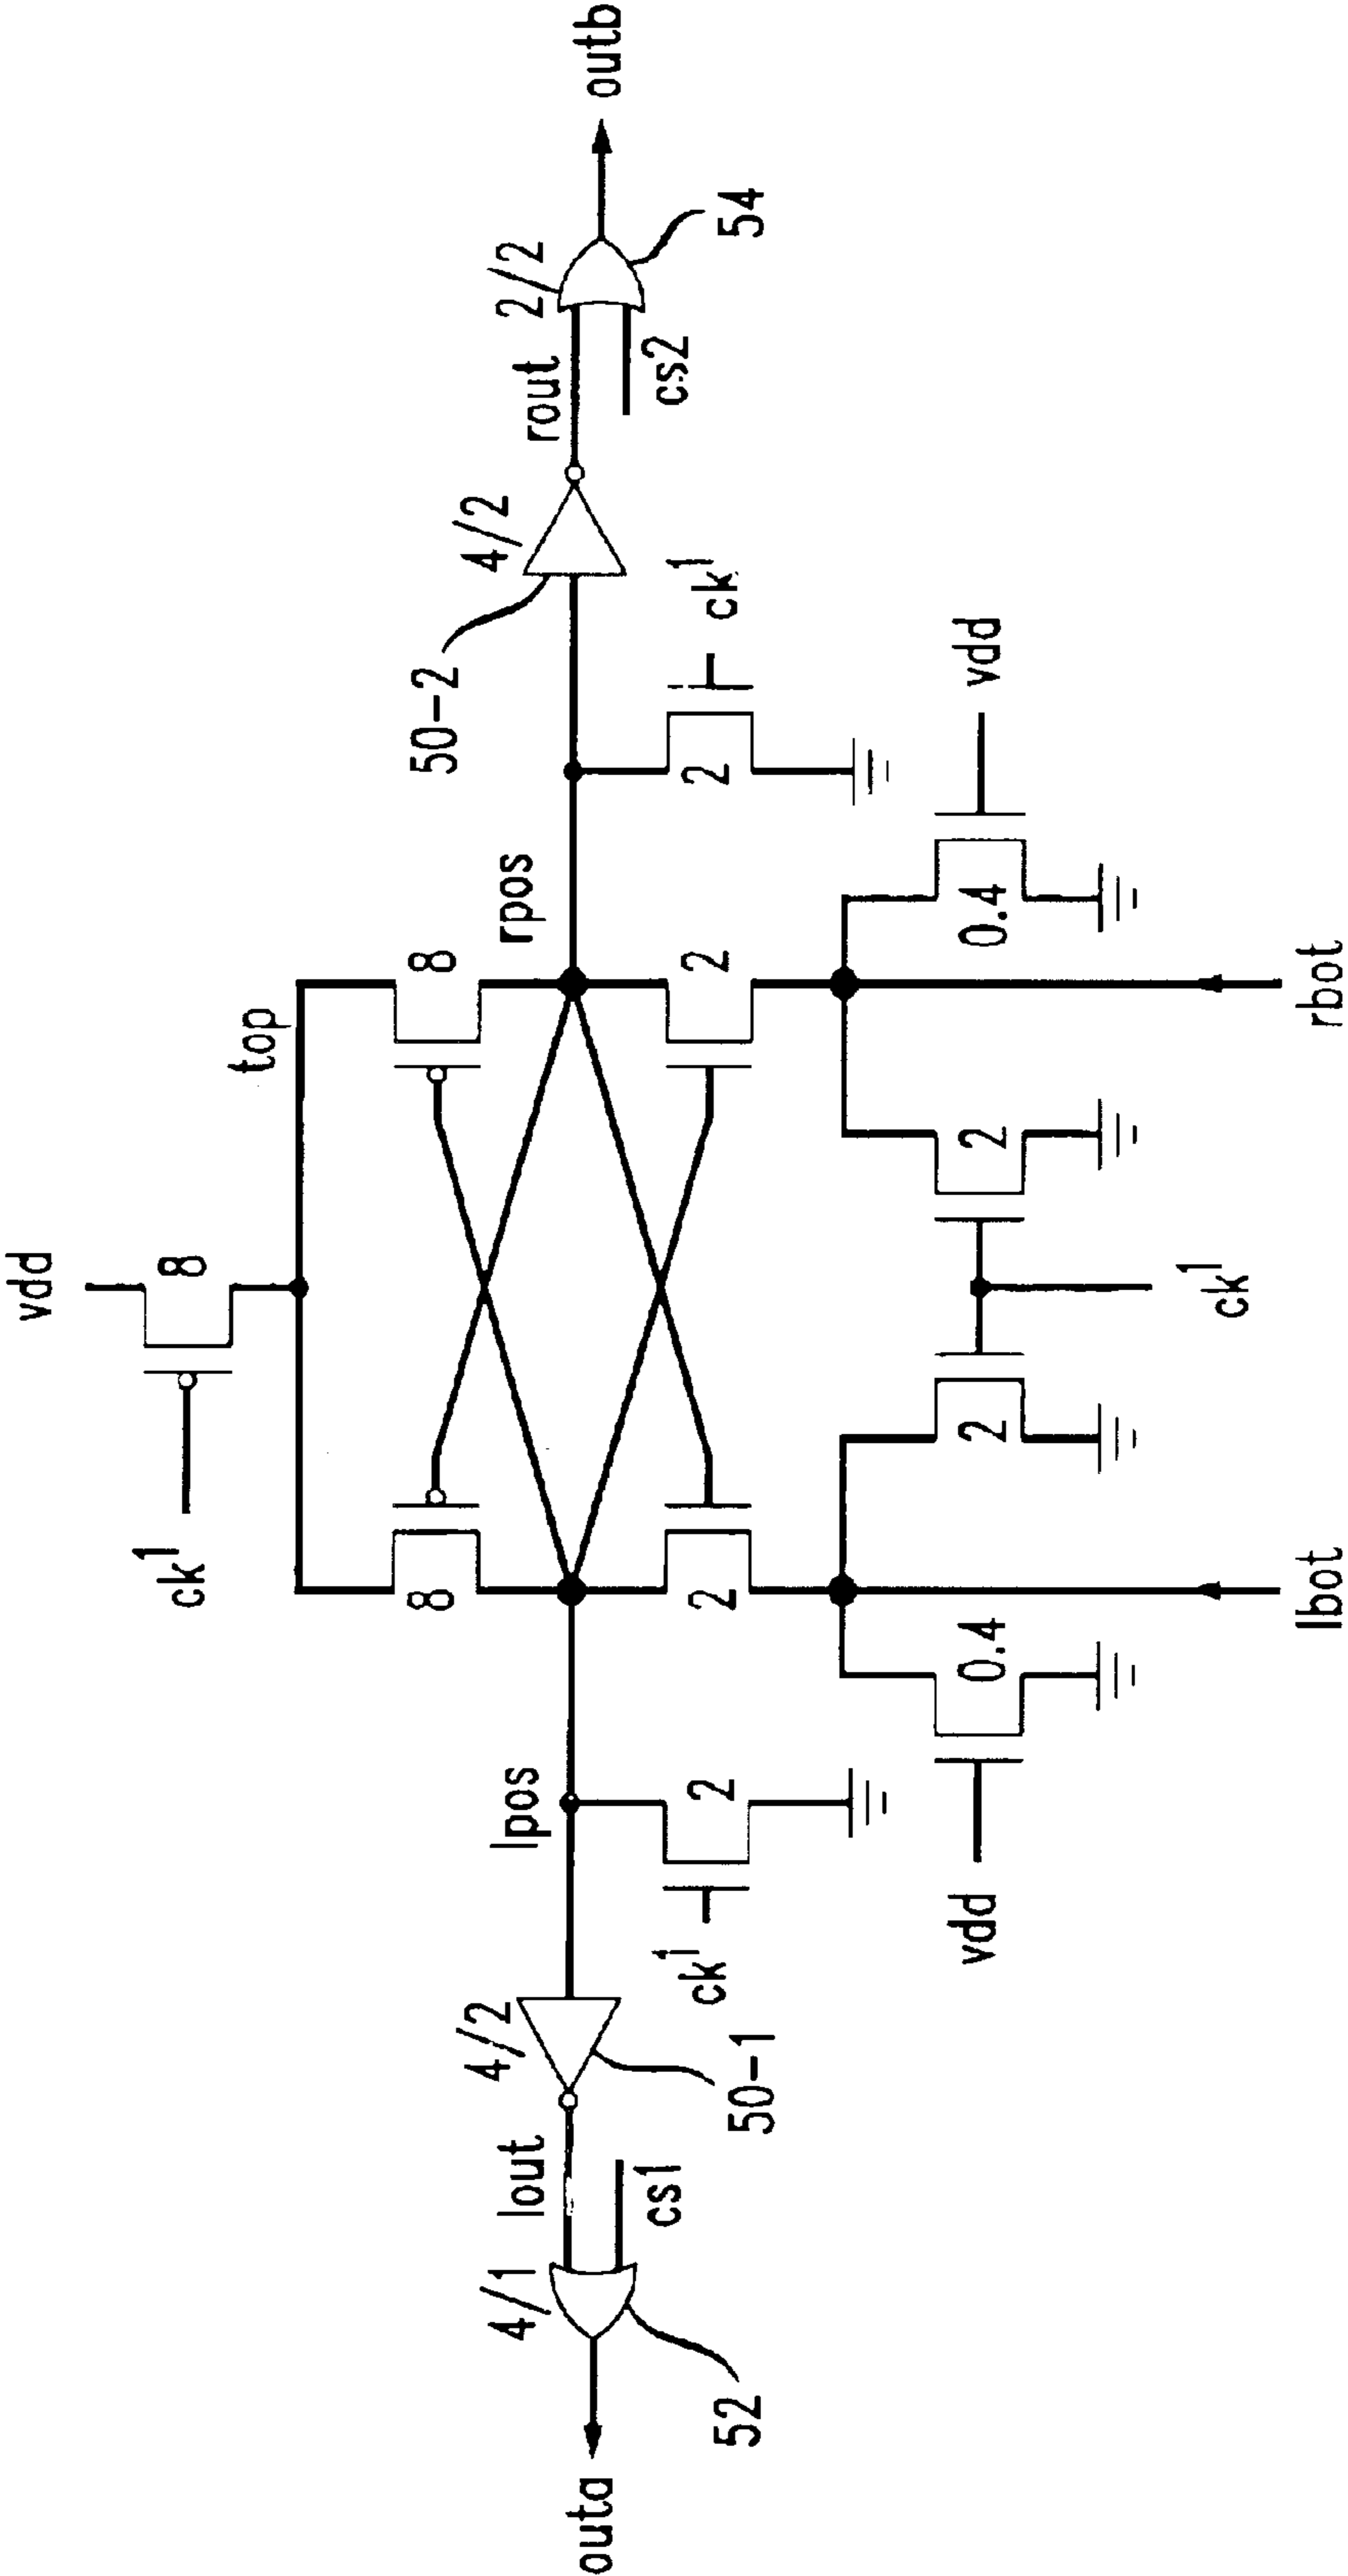 vdd
ck1
8
top
8
8
lpos
rpos
outa
52
4/1
lout
cs1
4/2
50-1
ck1
2
2
2
2
ck1
50-2
4/2
rout
cs2
2/2
54
outb
vdd
0.4
2
2
0.4
vdd
lbot
ck1
rbot